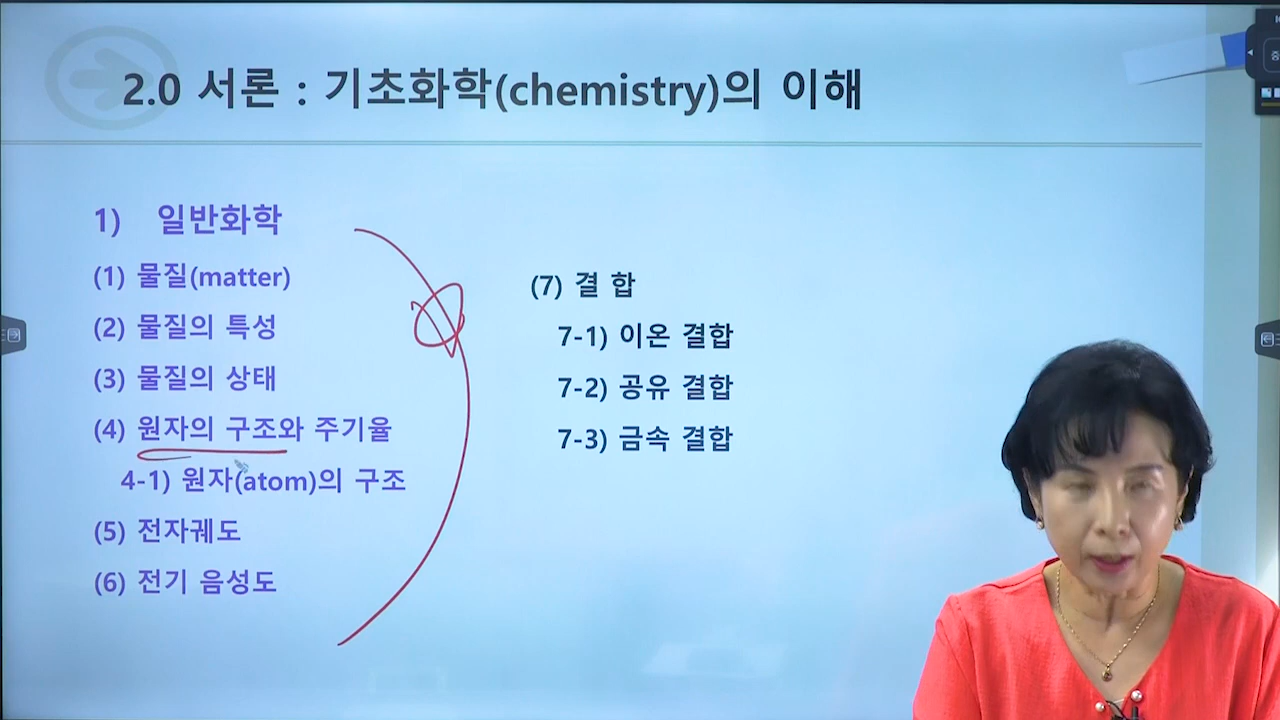 2.0 서론 : 기초화학(chemistry)의 이해
1) 일반화학
(1) 물질(matter)
(2) 물질의 특성
(3) 물질의 상태
(4) 원자의 구조와 주기율
4-1) 원자(atom)의 구조
(5) 전자궤도
(6) 전기 음성도
(7) 결 합
7-1) 이온 결합
7-2) 공유 결합
7-3) 금속 결합